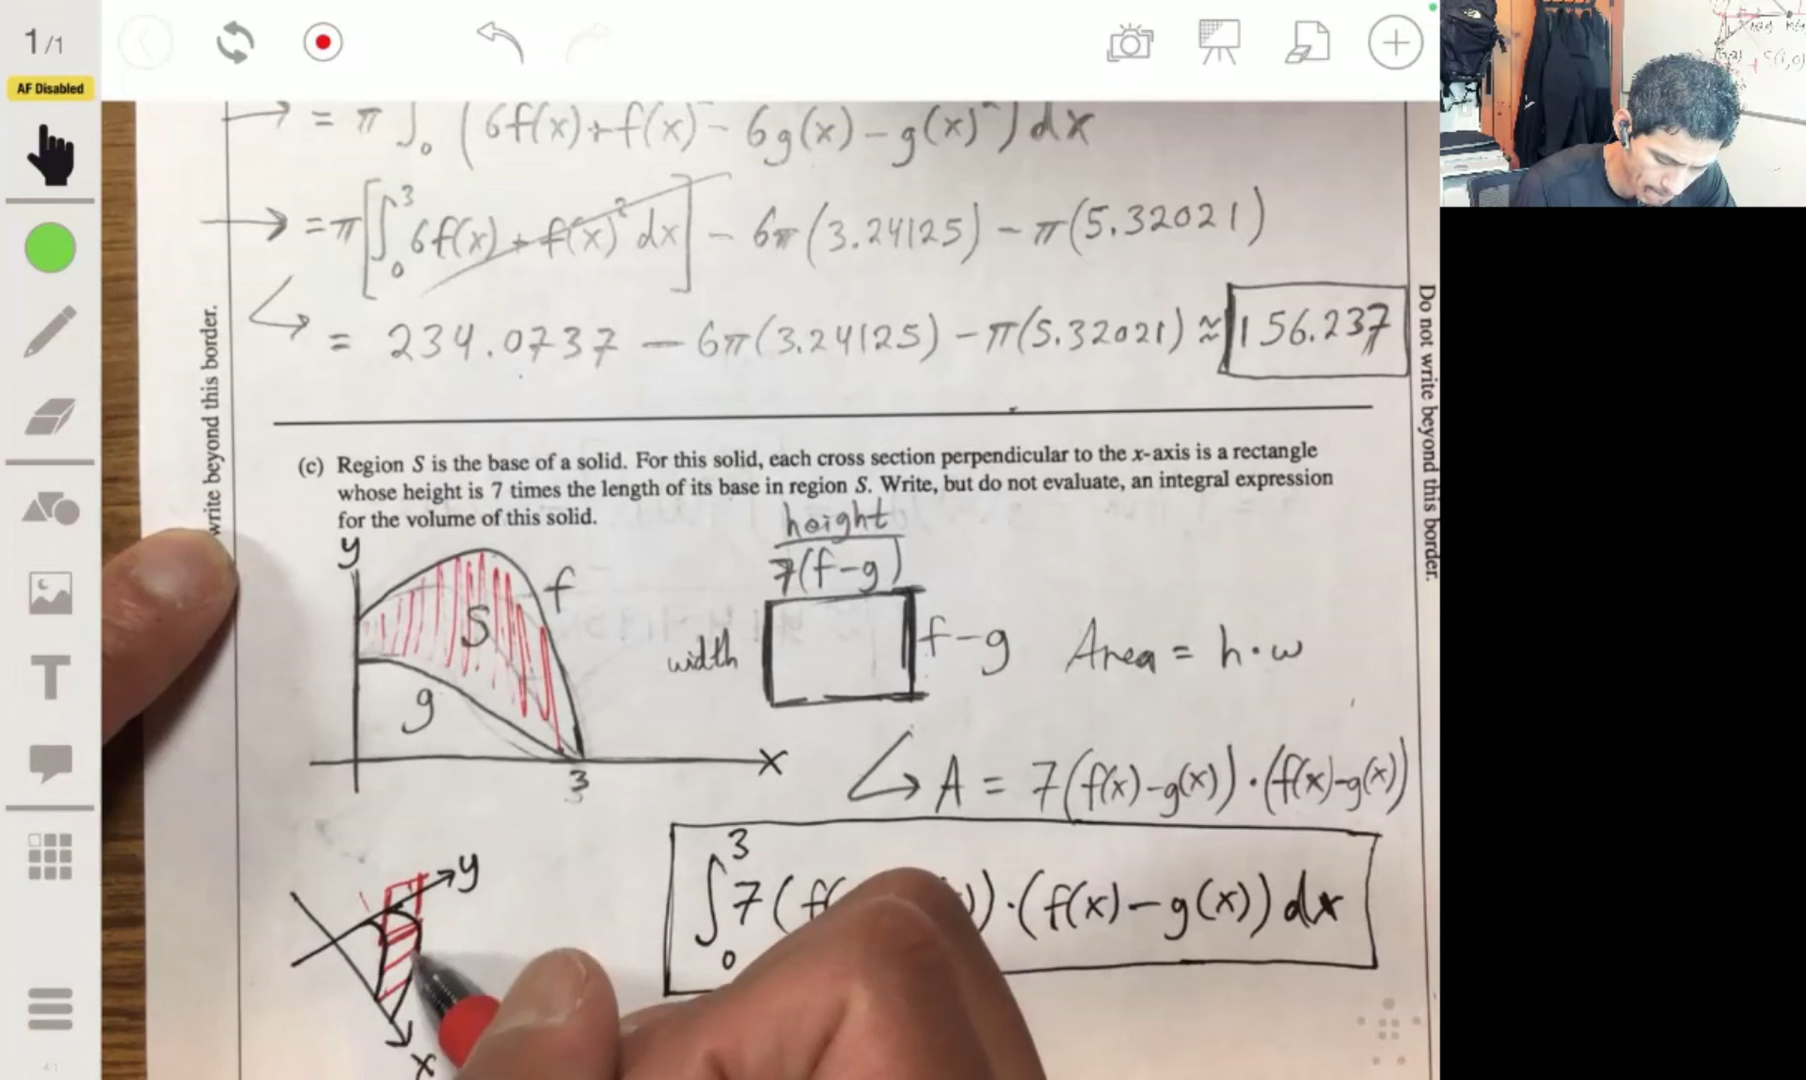 1/1
AF Disabled
= π ∫₀ (6f(x)+f(x)² - 6g(x) - g(x)²) dx
→ = π[∫₀³ 6f(x) + f(x)² dx] - 6π(3.24125) - π(5.32021)
= 234.0737 - 6π(3.24125) - π(5.32021) ≈ 156.237
write beyond this border.
Do not write beyond this border.
(c) Region S is the base of a solid. For this solid, each cross section perpendicular to the x-axis is a rectangle
whose height is 7 times the length of its base in region S. Write, but do not evaluate, an integral expression
for the volume of this solid.
y
f
S
g
x
3
height
7(f-g)
width
f-g
Area = h·w
A = 7(f(x)-g(x))·(f(x)-g(x))
∫₀³ 7(f( ))·(f(x)-g(x)) dx
y
x
T